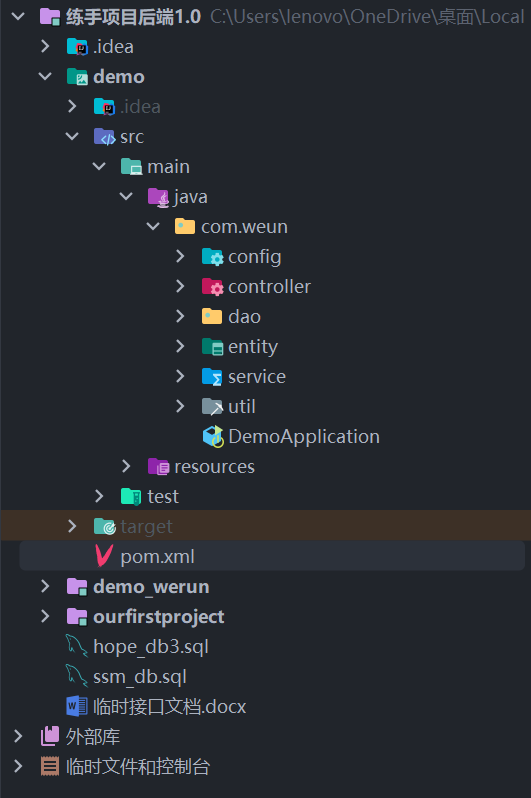 练手项目后端1.0 C:\Users\lenovo\OneDrive\桌面\Local
.idea
demo
.idea
src
main
java
com.weun
config
controller
dao
entity
service
util
DemoApplication
resources
test
target
pom.xml
demo_werun
ourfirstproject
hope_db3.sql
ssm_db.sql
临时接口文档.docx
外部库
临时文件和控制台